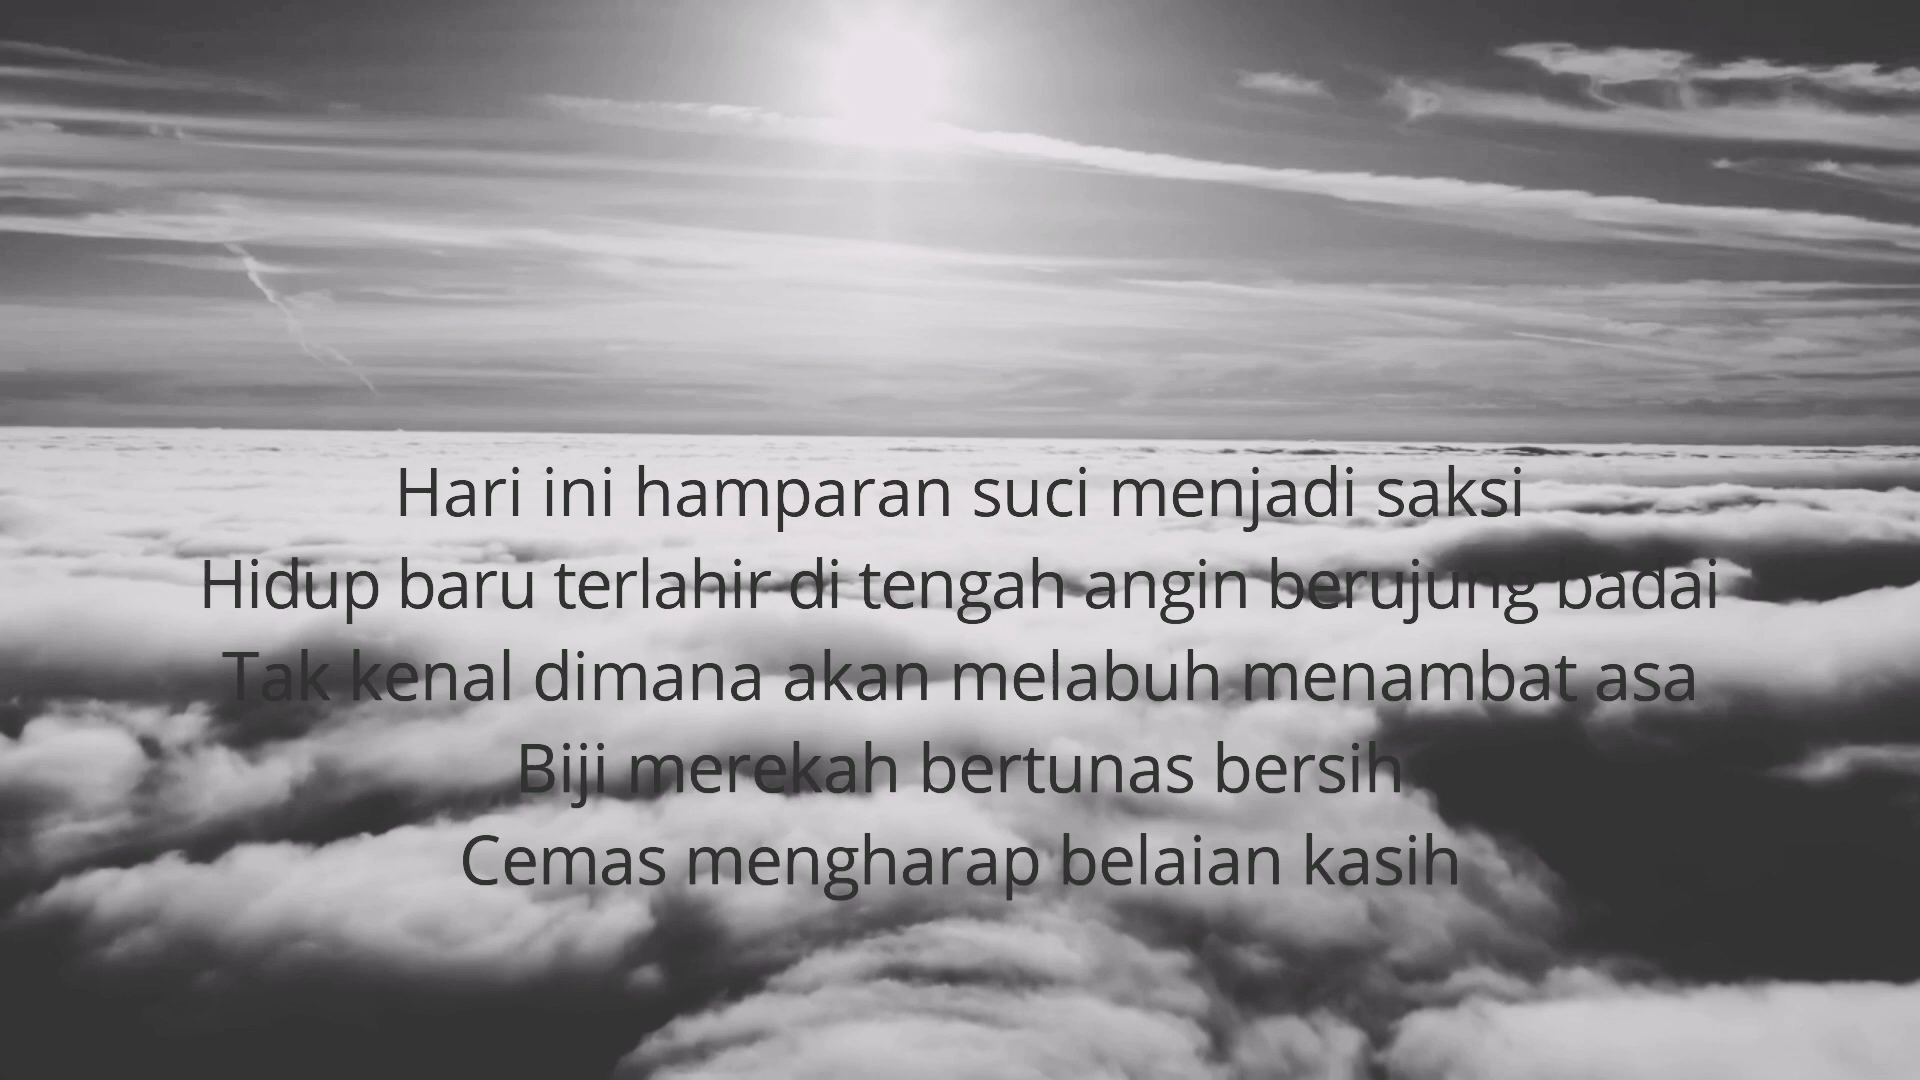 Hari ini hamparan suci menjadi saksi
Hidup baru terlahir di tengah angin berujung badai
Tak kenal dimana akan melabuh menambat asa
Biji merekah bertunas bersih
Cemas mengharap belaian kasih